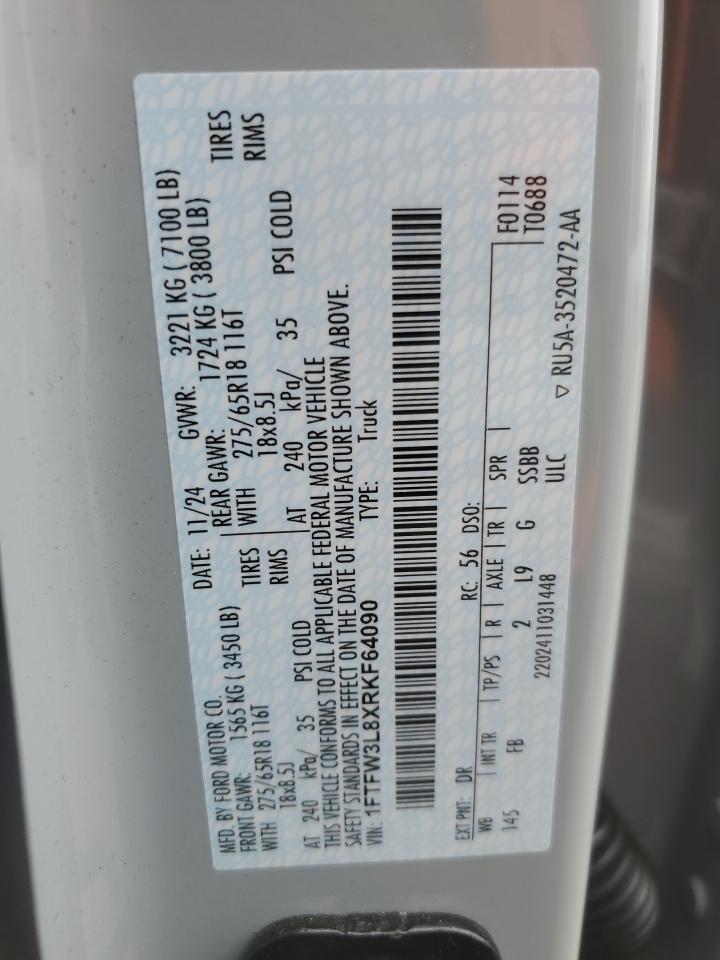 MFD. BY FORD MOTOR CO. DATE: 11/24 GVWR: 3221 KG ( 7100 LB)
FRONT GAWR: 1565 KG ( 3450 LB) REAR GAWR: 1724 KG ( 3800 LB)
WITH 275/65R18 116T TIRES WITH 275/65R18 116T TIRES
18x8.5J RIMS 18x8.5J RIMS
AT 240 kPa/ 35 PSI COLD AT 240 kPa/ 35 PSI COLD
THIS VEHICLE CONFORMS TO ALL APPLICABLE FEDERAL MOTOR VEHICLE
SAFETY STANDARDS IN EFFECT ON THE DATE OF MANUFACTURE SHOWN ABOVE.
VIN: 1FTFW3L8XRKF64090 TYPE: Truck
EXT PNT: DR RC: 56 DSO: F0114
WB INT TR TP/PS R AXLE TR SPR T0688
145 FB 2 L9 G SSBB
2202411031448 ULC ▽ RU5A-3520472-AA